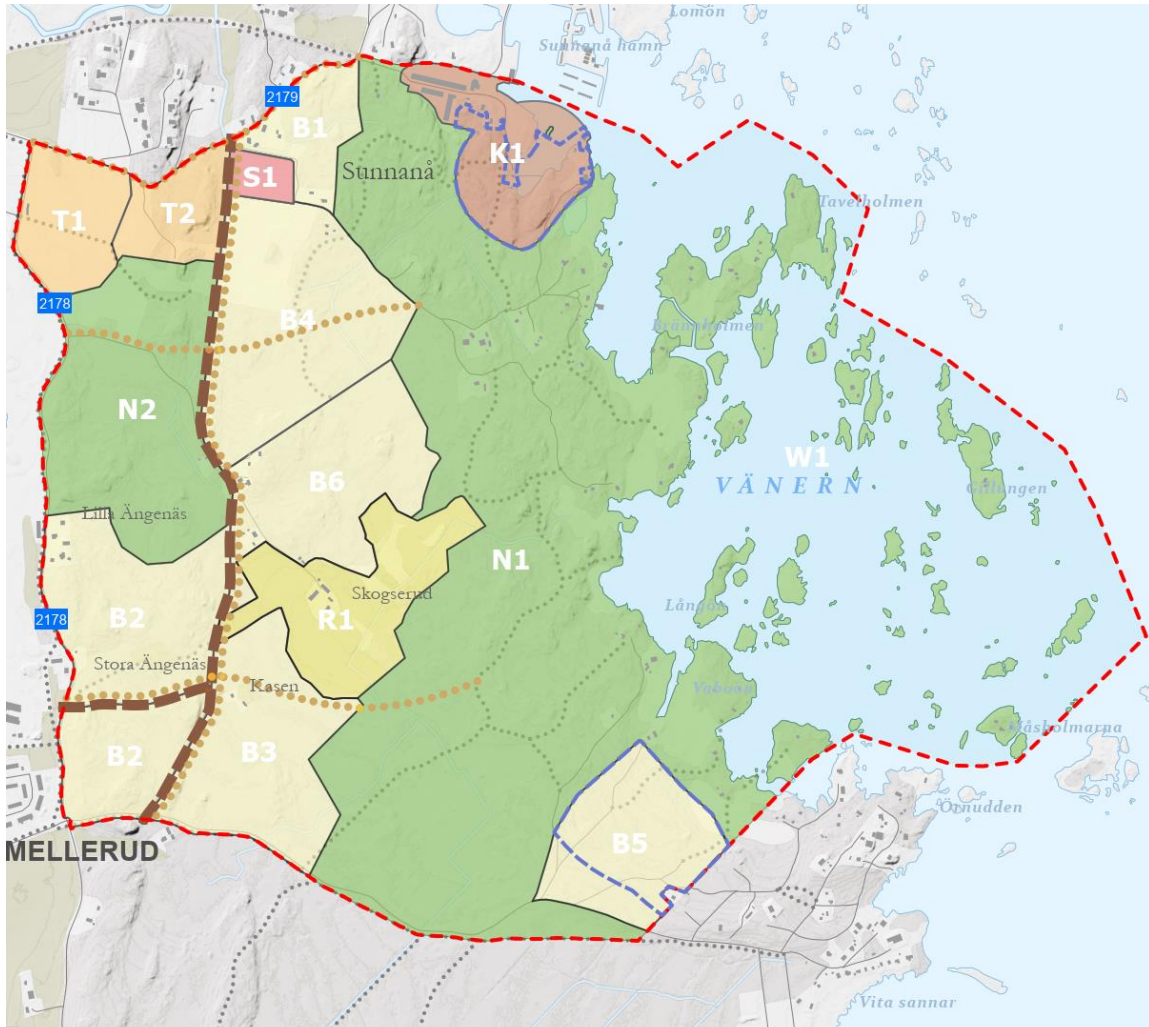 Lomön
Sunnanå hamn
2179
B1
K1
Sunnanå
S1
T1
T2
Tavelholmen
2178
B4
Brännholmen
N2
W1
VÄNERN
B6
Gillungen
Lilla Ängenäs
N1
Skogserud
Långön
2178
B2
R1
Stora Ängenäs
Kasen
Vaboön
Måsholmarna
B2
B3
Örnudden
B5
MELLERUD
Vita sannar